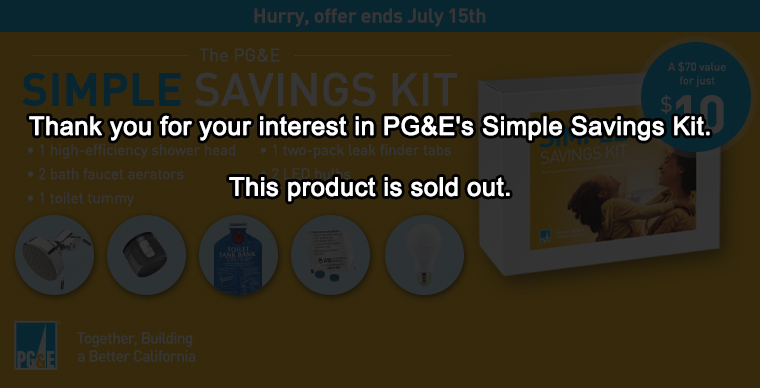 Hurry, offer ends July 15th
The PG&E
SIMPLE SAVINGS KIT
A $70 value
for just
$10
Thank you for your interest in PG&E's Simple Savings Kit.
• 1 high-efficiency shower head
• 1 two-pack leak finder tabs
• 2 bath faucet aerators
• 2 LED bulbs
This product is sold out.
• 1 toilet tummy
SAVINGS KIT
TOILET
TANK BANK
PG&E
Together, Building
a Better California